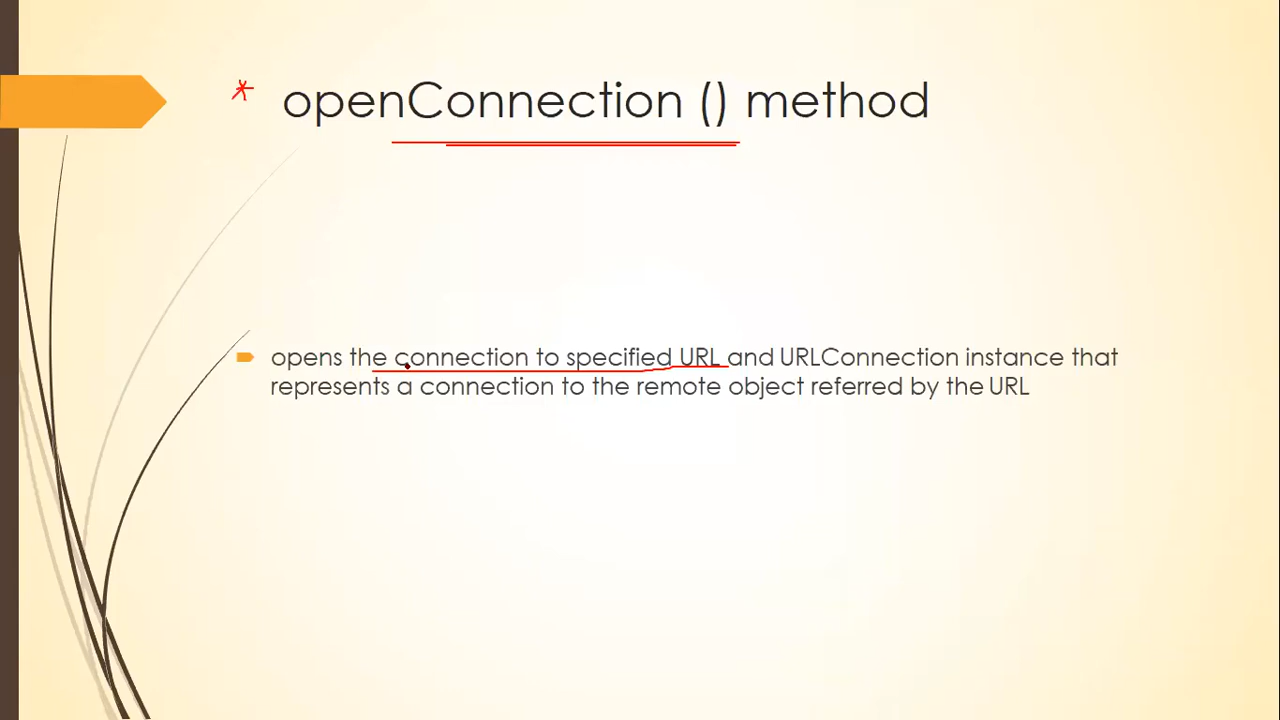 * openConnection () method
opens the connection to specified URL and URLConnection instance that
represents a connection to the remote object referred by the URL